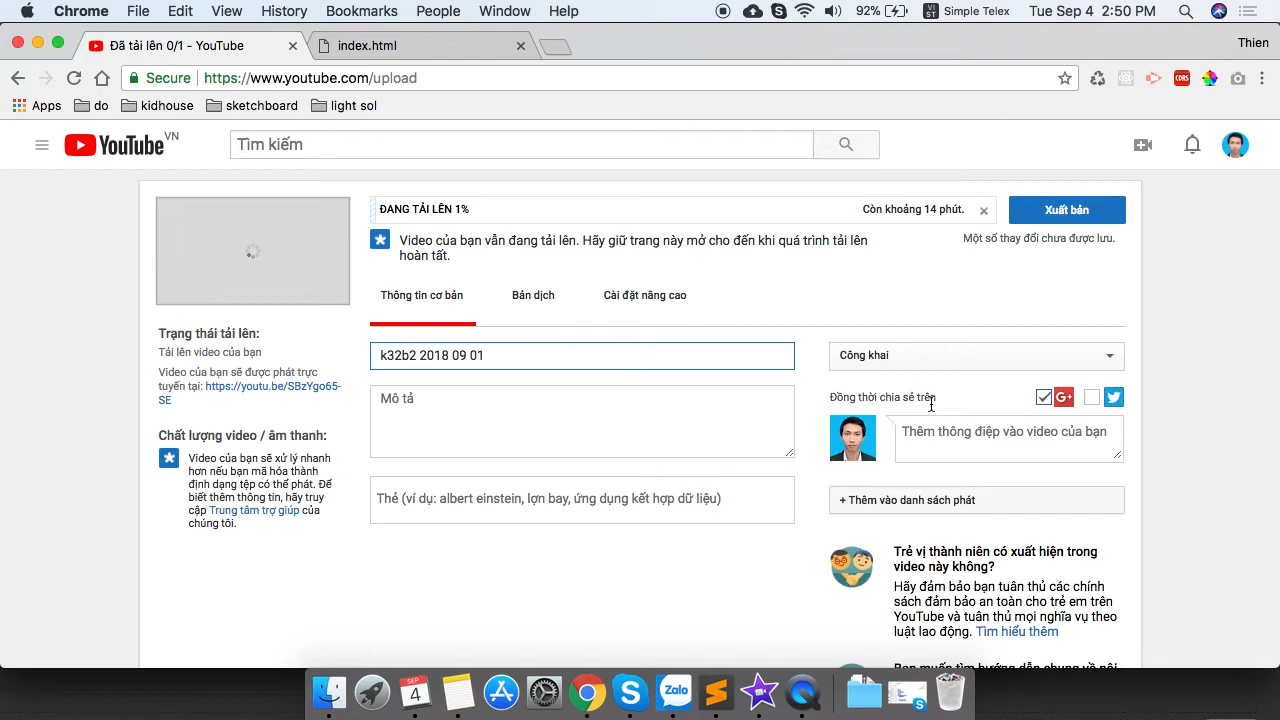 Chrome File Edit View History Bookmarks People Window Help 92% VI ST Simple Telex Tue Sep 4 2:50 PM
Đã tải lên 0/1 - YouTube index.html Thien
Secure https://www.youtube.com/upload CORS
Apps do kidhouse sketchboard light sol
YouTube VN Tìm kiếm
ĐANG TẢI LÊN 1% Còn khoảng 14 phút. Xuất bản
Video của bạn vẫn đang tải lên. Hãy giữ trang này mở cho đến khi quá trình tải lên
hoàn tất.
Một số thay đổi chưa được lưu.
Thông tin cơ bản Bản dịch Cài đặt nâng cao
Trạng thái tải lên:
Tải lên video của bạn
Video của bạn sẽ được phát trực
tuyến tại: https://youtu.be/SBzYgo65-
SE
Chất lượng video / âm thanh:
Video của bạn sẽ xử lý nhanh
hơn nếu bạn mã hóa thành
định dạng tệp có thể phát. Để
biết thêm thông tin, hãy truy
cập Trung tâm trợ giúp của
chúng tôi.
k32b2 2018 09 01
Mô tả
Thẻ (ví dụ: albert einstein, lợn bay, ứng dụng kết hợp dữ liệu)
Công khai
Đồng thời chia sẻ trên G+
Thêm thông điệp vào video của bạn
+ Thêm vào danh sách phát
Trẻ vị thành niên có xuất hiện trong
video này không?
Hãy đảm bảo bạn tuân thủ các chính
sách đảm bảo an toàn cho trẻ em trên
YouTube và tuân thủ mọi nghĩa vụ theo
luật lao động. Tìm hiểu thêm
Bạn muốn tìm hướng dẫn chung về nội
SEP
4
Zalo